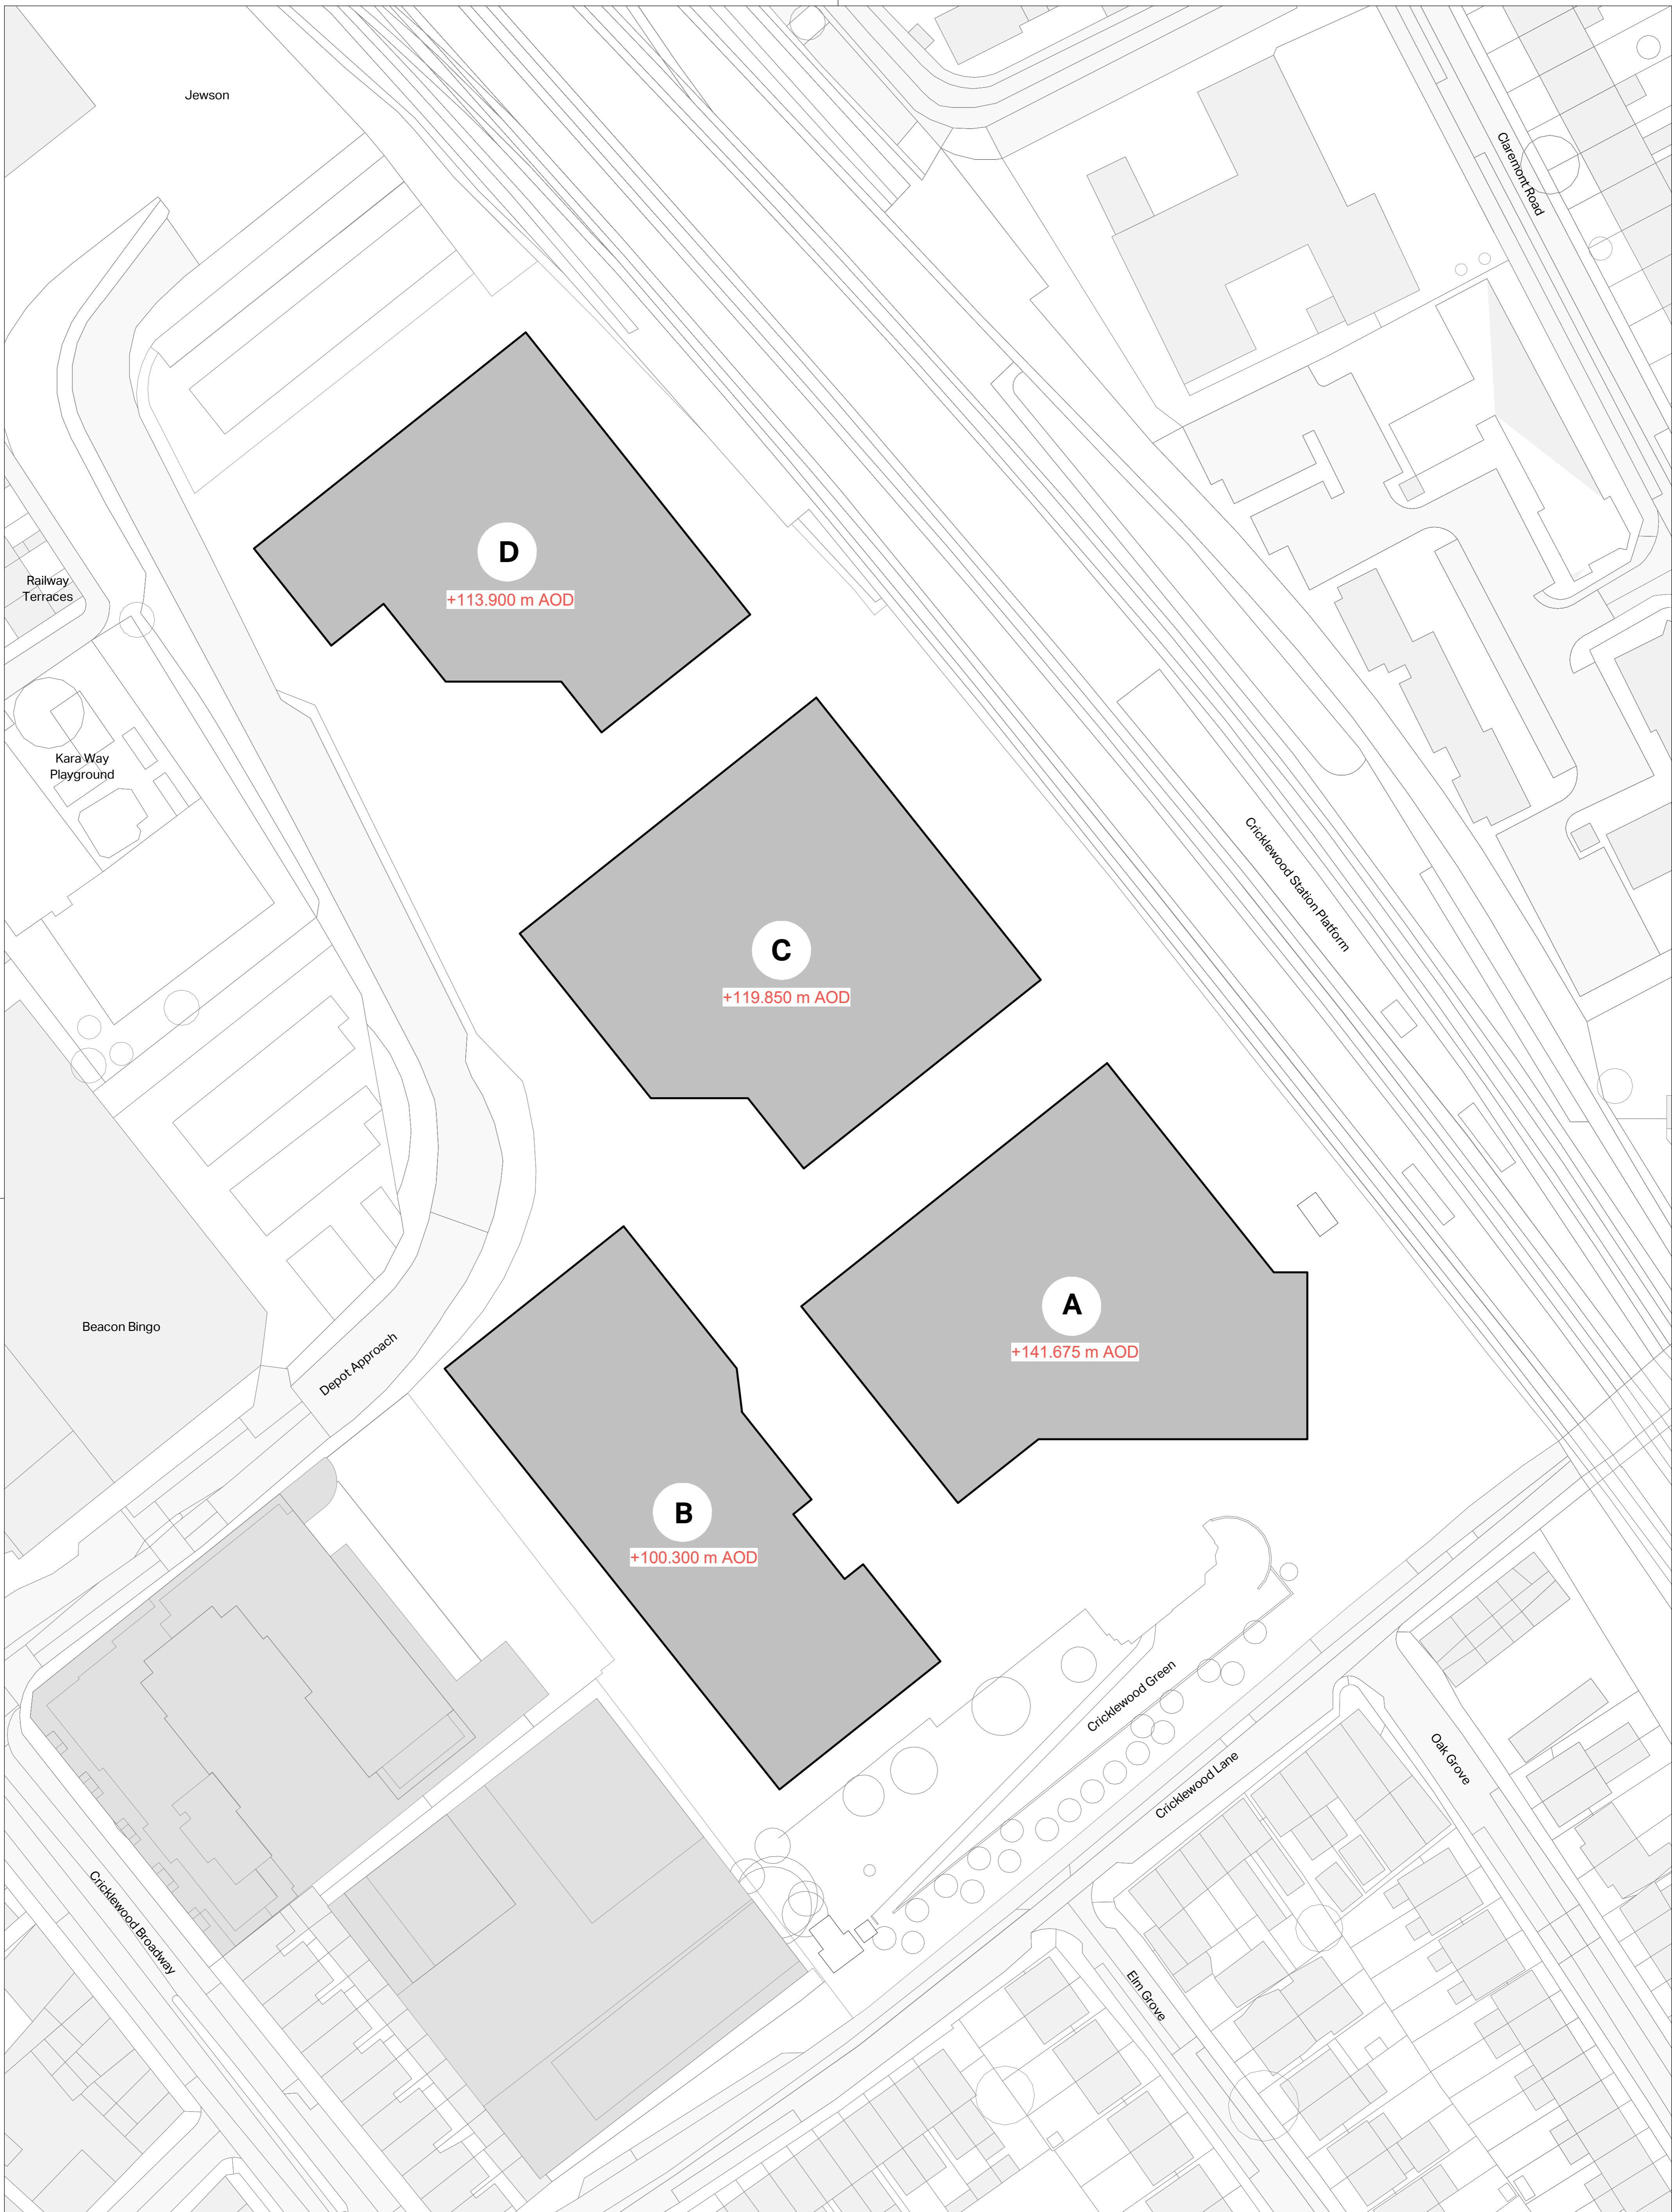 Jewson
Claremont Road
D
+113.900 m AOD
Railway
Terraces
Kara Way
Playground
Cricklewood Station Platform
C
+119.850 m AOD
A
+141.675 m AOD
Beacon Bingo
Depot Approach
B
+100.300 m AOD
Cricklewood Green
Cricklewood Lane
Oak Grove
Cricklewood Broadway
Elm Grove